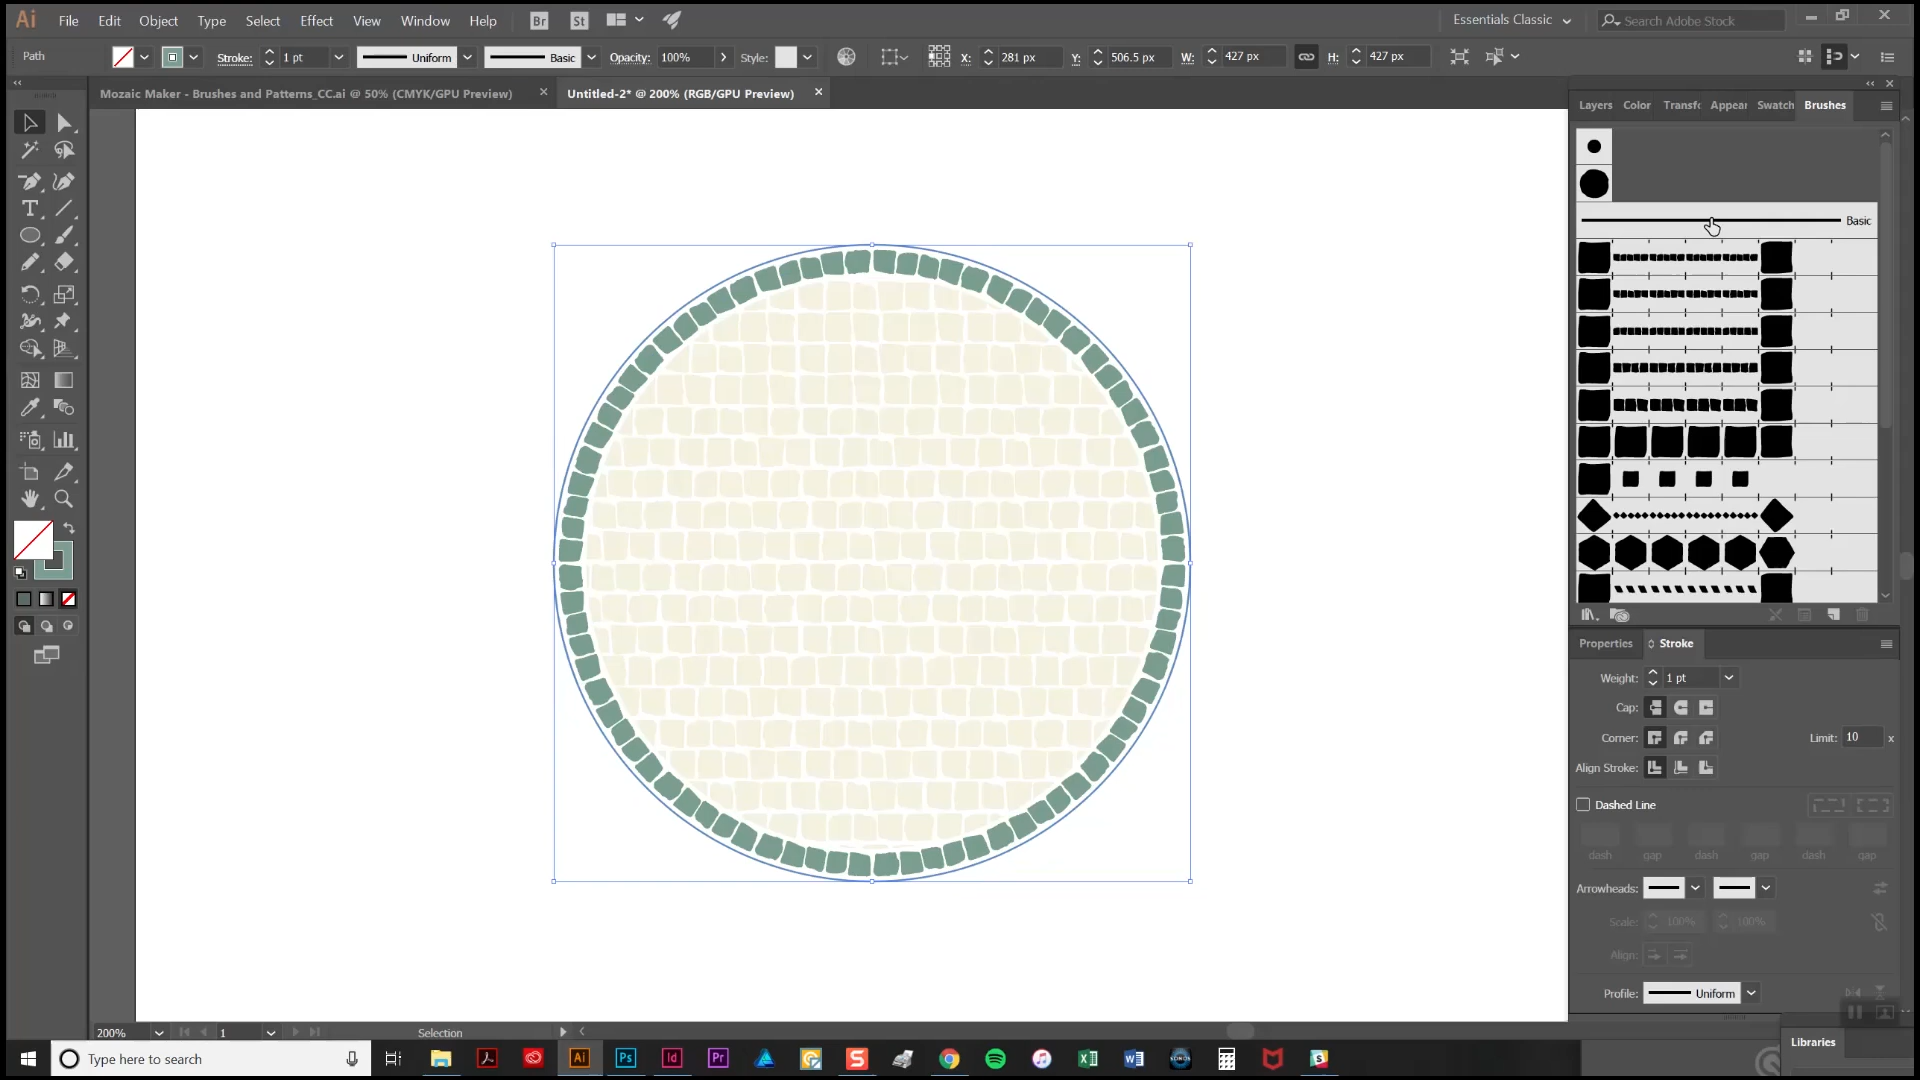 Ai File Edit Object Type Select Effect View Window Help Br St Essentials Classic Search Adobe Stock
Path Stroke: 1 pt Uniform Basic Opacity: 100% Style: X: 281 px Y: 506.5 px W: 427 px H: 427 px
Mozaic Maker - Brushes and Patterns_CC.ai @ 50% (CMYK/GPU Preview) Untitled-2* @ 200% (RGB/GPU Preview)
Layers Color Transfc Appear Swatch Brushes
Basic
Properties Stroke
Weight: 1 pt
Cap:
Corner: Limit: 10 x
Align Stroke:
Dashed Line
dash gap dash gap dash gap
Arrowheads:
Scale: 100% 100%
Align:
Profile: Uniform
200% 1 Selection
Type here to search Ai Ps Id Pr
Libraries